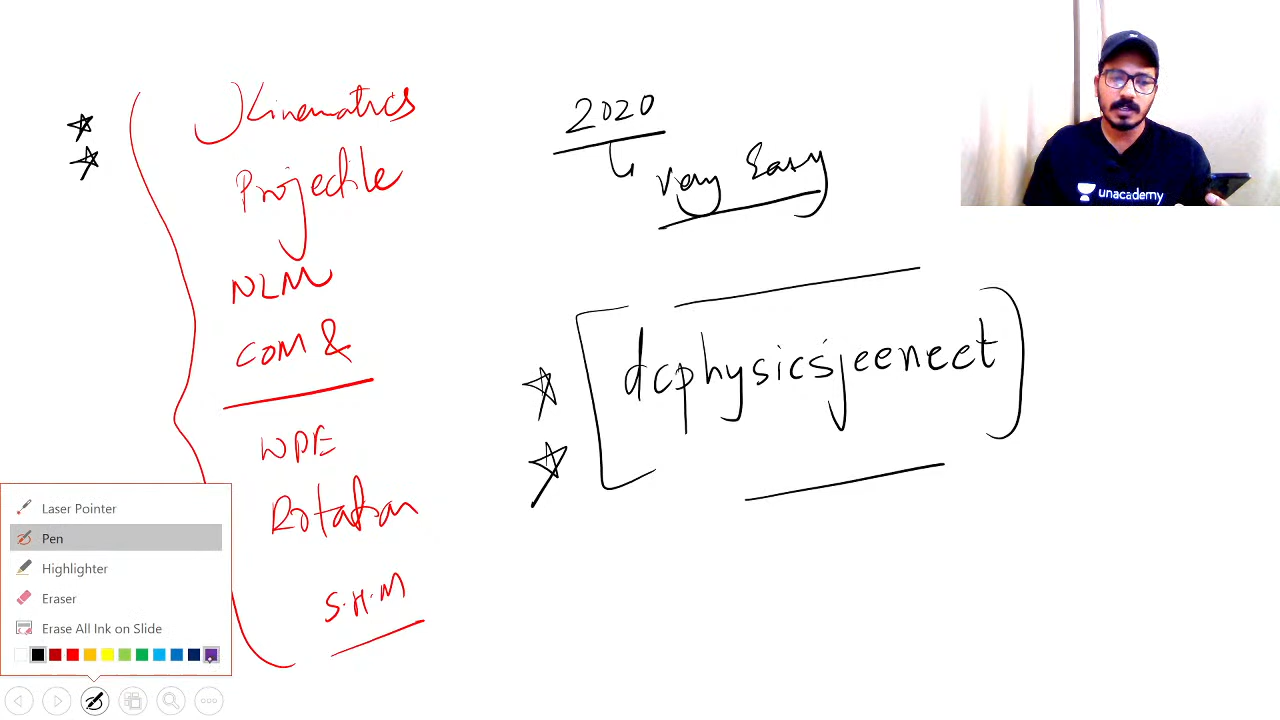 Kinematics
Projectile
NLM
COM &
WPE
Rotation
S.H.M
2020
Very Easy
dcphysicsjeeneet
unacademy
Laser Pointer
Pen
Highlighter
Eraser
Erase All Ink on Slide